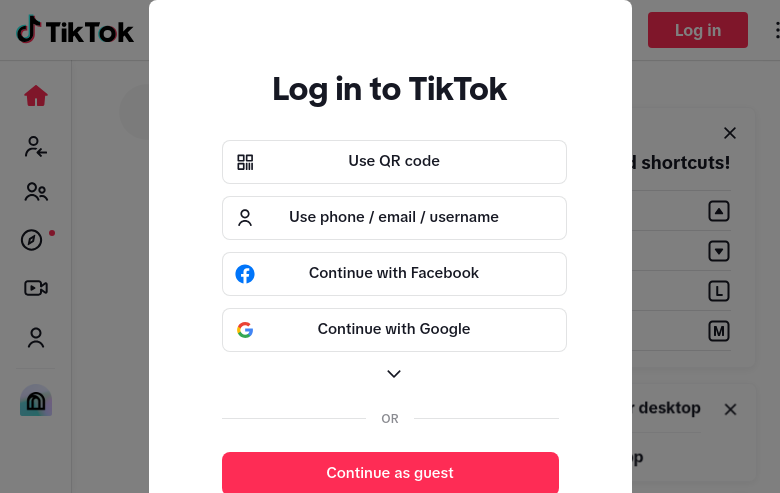 TikTok
Log in
Log in to TikTok
Use QR code
Use phone / email / username
Continue with Facebook
Continue with Google
OR
Continue as guest
shortcuts!
L
M
desktop